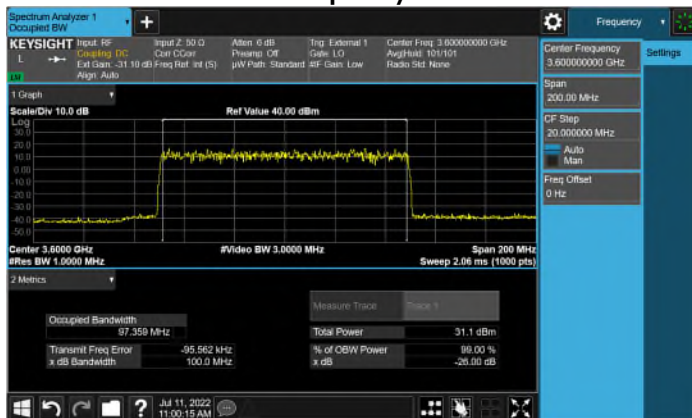 Spectrum Analyzer 1
Occupied BW
+
Frequency
KEYSIGHT
Input: RF
Coupling: DC
Ext Gain: -31.10 dB
Align: Auto
Input Z: 50 Ω
Corr CCorr
Freq Ref: Int (S)
Atten: 6 dB
Preamp: Off
µW Path: Standard
Trig: External 1
Gate: LO
#IF Gain: Low
Center Freq: 3.600000000 GHz
Avg|Hold: 101/101
Radio Std: None
L
LXI
1 Graph
Scale/Div 10.0 dB
Ref Value 40.00 dBm
Log
30.0
20.0
10.0
0.00
-10.0
-20.0
-30.0
-40.0
-50.0
Center 3.6000 GHz
#Video BW 3.0000 MHz
Span 200 MHz
#Res BW 1.0000 MHz
Sweep 2.06 ms (1000 pts)
2 Metrics
Measure Trace
Trace 1
Occupied Bandwidth
97.359 MHz
Total Power
31.1 dBm
Transmit Freq Error
-95.562 kHz
% of OBW Power
99.00 %
x dB Bandwidth
100.0 MHz
x dB
-26.00 dB
Jul 11, 2022
11:00:15 AM
Center Frequency
3.600000000 GHz
Settings
Span
200.00 MHz
CF Step
20.000000 MHz
Auto
Man
Freq Offset
0 Hz